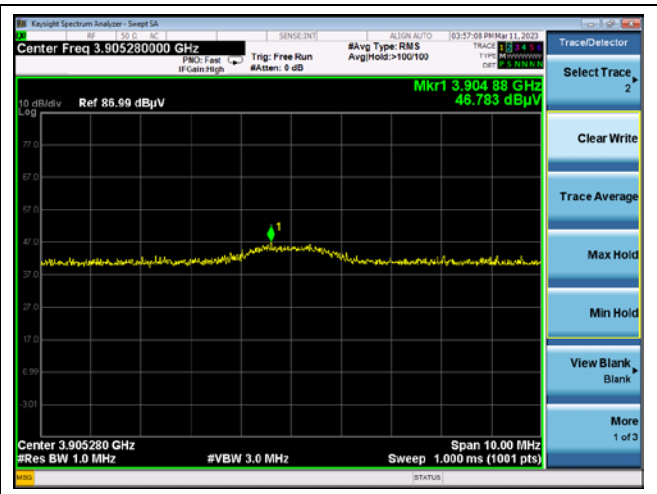 Keysight Spectrum Analyzer - Swept SA
RF 50 Ω AC SENSE:INT ALIGN AUTO 03:57:08 PM Mar 11, 2023
Center Freq 3.905280000 GHz
PNO: Fast
IFGain:High
Trig: Free Run
#Atten: 0 dB
#Avg Type: RMS
Avg|Hold:>100/100
TRACE 1 2 3 4 5 6
TYPE
DET P S N N N N
Mkr1 3.904 88 GHz
46.783 dBµV
10 dB/div Ref 86.99 dBµV
Log
77.0
67.0
57.0
47.0
37.0
27.0
17.0
6.99
-3.01
1
Center 3.905280 GHz Span 10.00 MHz
#Res BW 1.0 MHz #VBW 3.0 MHz Sweep 1.000 ms (1001 pts)
MSG STATUS
Trace/Detector
Select Trace
2
Clear Write
Trace Average
Max Hold
Min Hold
View Blank
Blank
More
1 of 3